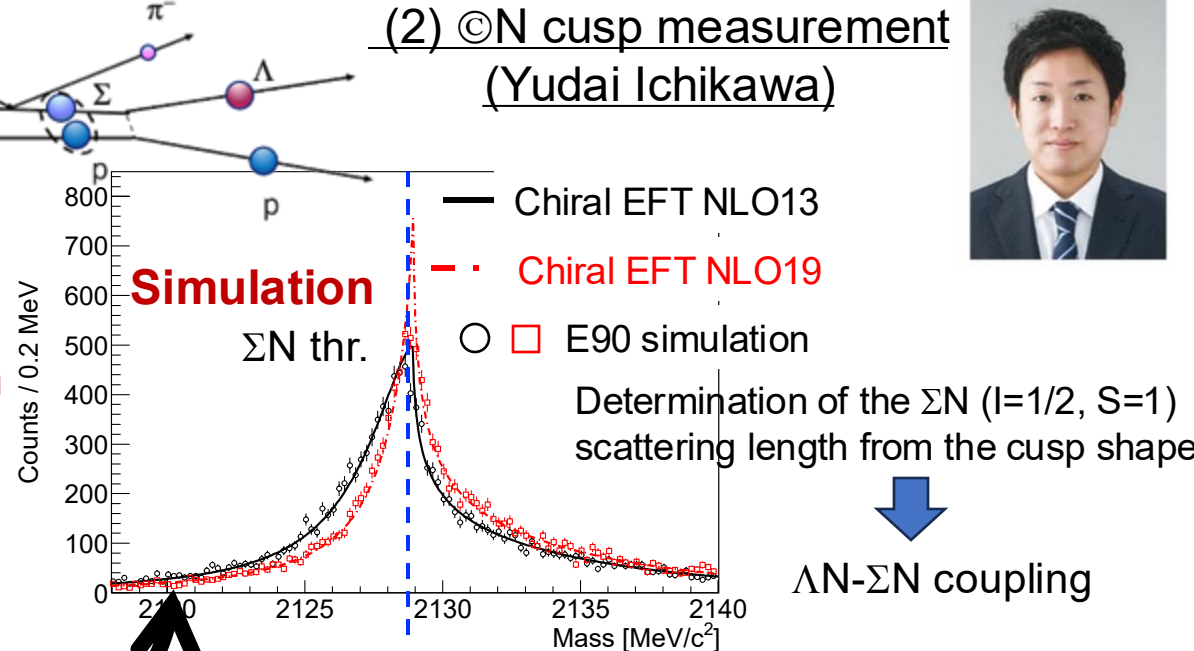 π⁻
(2) ©N cusp measurement
(Yudai Ichikawa)
Σ
Λ
p
p
Chiral EFT NLO13
Chiral EFT NLO19
E90 simulation
Simulation
ΣN thr.
Determination of the ΣN (I=1/2, S=1)
scattering length from the cusp shape
ΛN-ΣN coupling
Counts / 0.2 MeV
800
700
600
500
400
300
200
100
0
2125
2130
2135
2140
Mass [MeV/c²]